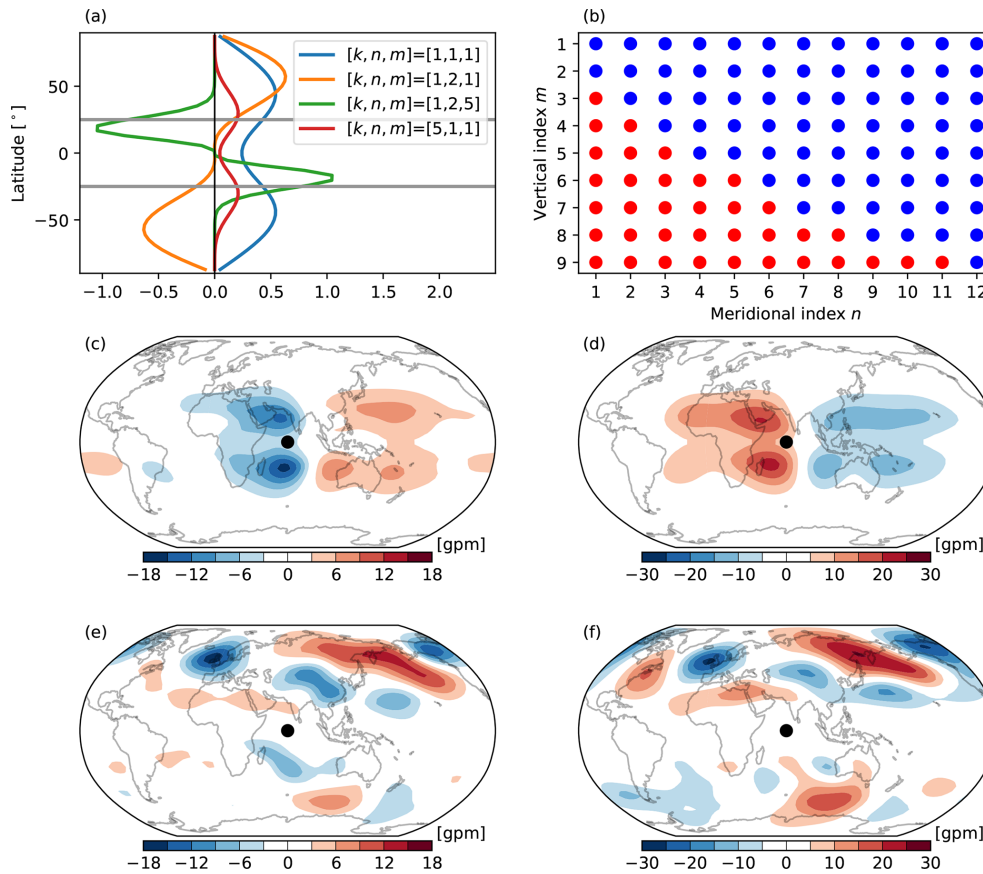 (a)
Latitude [°]
50
0
−50
[k, n, m]=[1,1,1]
[k, n, m]=[1,2,1]
[k, n, m]=[1,2,5]
[k, n, m]=[5,1,1]
−1.0 −0.5 0.0 0.5 1.0 1.5 2.0
(b)
Vertical index m
1
2
3
4
5
6
7
8
9
1 2 3 4 5 6 7 8 9 10 11 12
Meridional index n
(c)
[gpm]
−18 −12 −6 0 6 12 18
(d)
[gpm]
−30 −20 −10 0 10 20 30
(e)
[gpm]
−18 −12 −6 0 6 12 18
(f)
[gpm]
−30 −20 −10 0 10 20 30